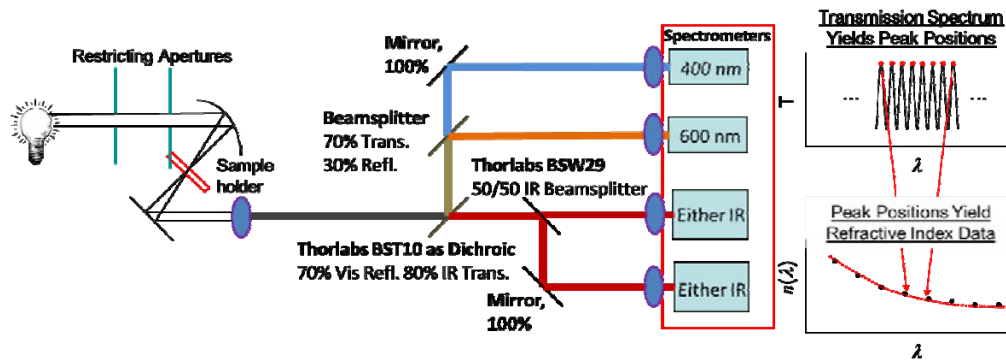 Restricting Apertures
Sample
holder
Mirror,
100%
Beamsplitter
70% Trans.
30% Refl.
Thorlabs BSW29
50/50 IR Beamsplitter
Thorlabs BST10 as Dichroic
70% Vis Refl. 80% IR Trans.
Mirror,
100%
Spectrometers
400 nm
600 nm
Either IR
Either IR
Transmission Spectrum
Yields Peak Positions
T
...
...
λ
Peak Positions Yield
Refractive Index Data
n(λ)
λ